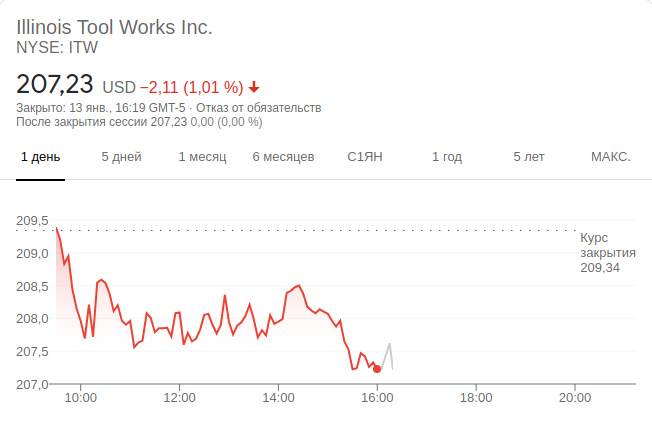 Illinois Tool Works Inc.
NYSE: ITW
207,23 USD −2,11 (1,01 %)
Закрыто: 13 янв., 16:19 GMT-5 · Отказ от обязательств
После закрытия сессии 207,23 0,00 (0,00 %)
1 день 5 дней 1 месяц 6 месяцев С1ЯН 1 год 5 лет МАКС.
209,5
Курс
закрытия
209,34
209,0
208,5
208,0
207,5
207,0
10:00 12:00 14:00 16:00 18:00 20:00